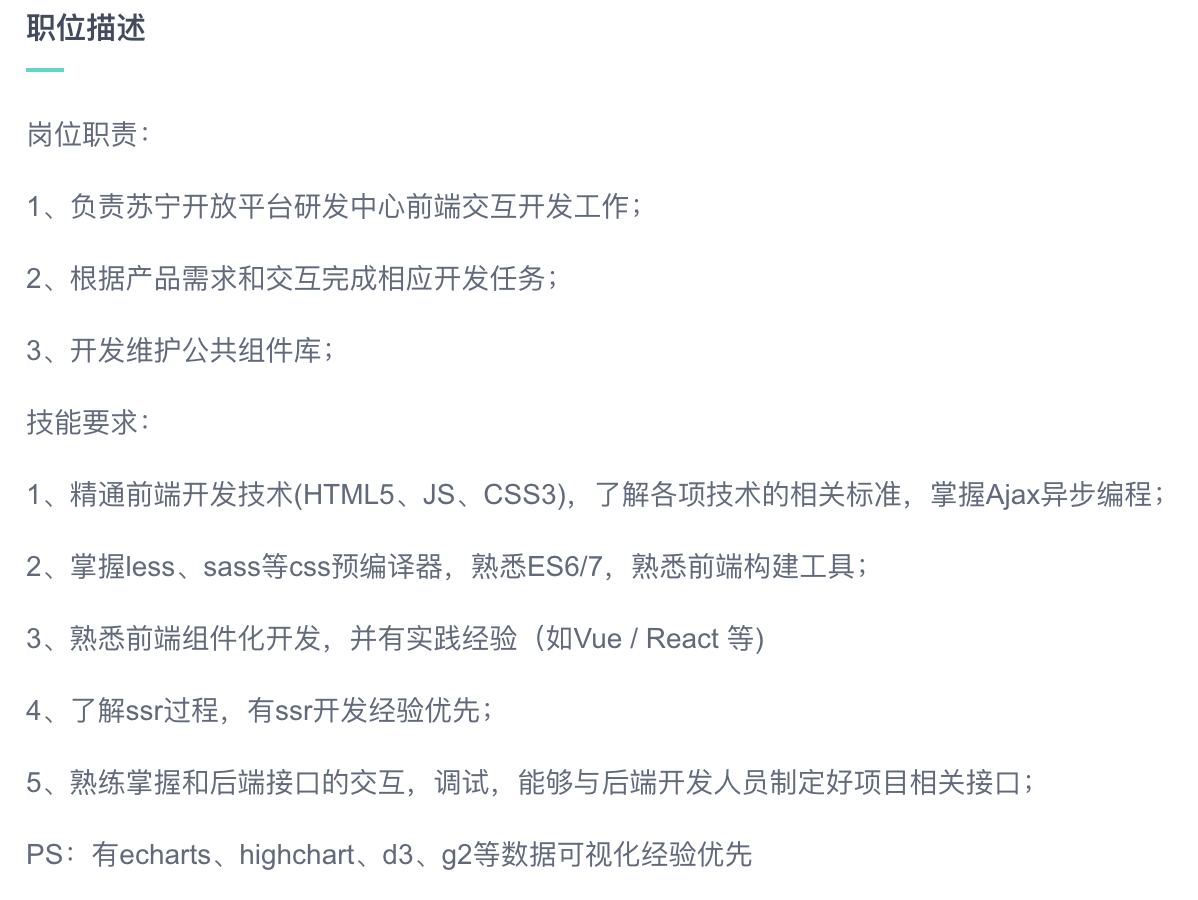 职位描述
岗位职责：
1、负责苏宁开放平台研发中心前端交互开发工作；
2、根据产品需求和交互完成相应开发任务；
3、开发维护公共组件库；
技能要求：
1、精通前端开发技术(HTML5、JS、CSS3)，了解各项技术的相关标准，掌握Ajax异步编程；
2、掌握less、sass等css预编译器，熟悉ES6/7，熟悉前端构建工具；
3、熟悉前端组件化开发，并有实践经验（如Vue / React 等)
4、了解ssr过程，有ssr开发经验优先；
5、熟练掌握和后端接口的交互，调试，能够与后端开发人员制定好项目相关接口；
PS：有echarts、highchart、d3、g2等数据可视化经验优先